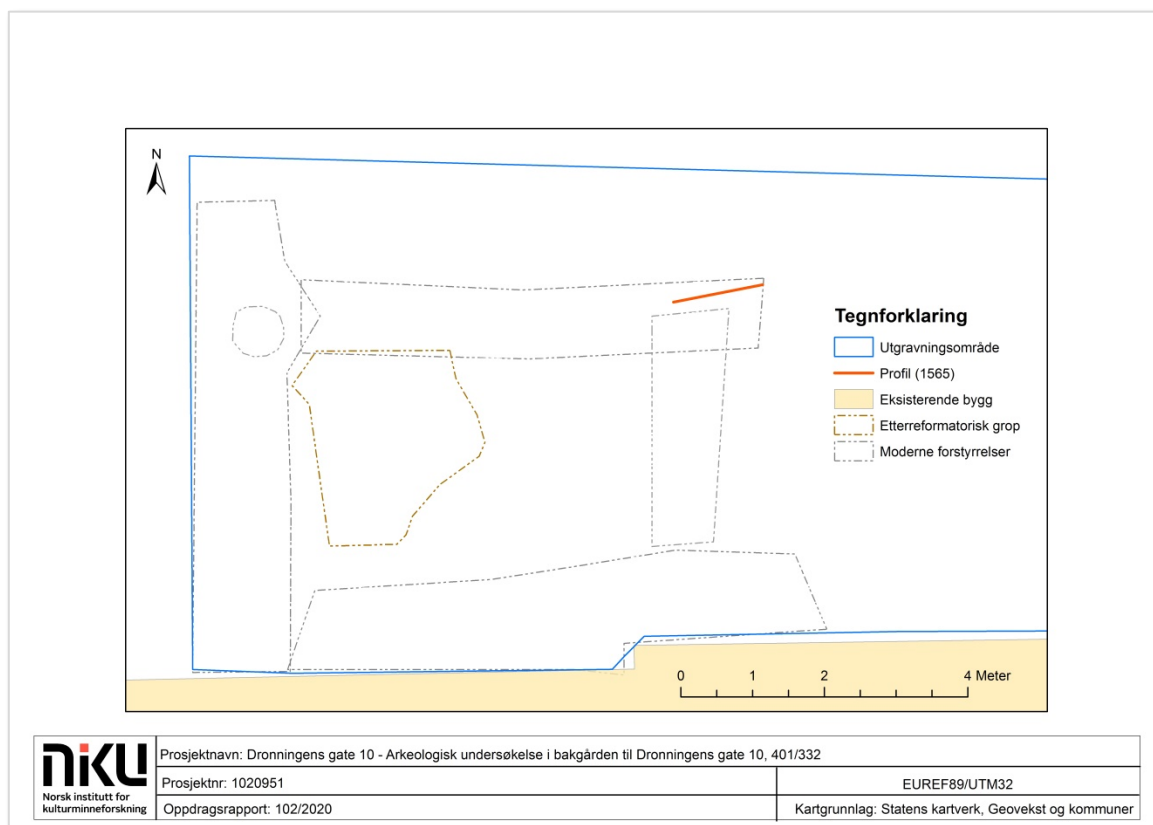 N
Tegnforklaring
Utgravningsområde
Profil (1565)
Eksisterende bygg
Etterreformatorisk grop
Moderne forstyrrelser
0 1 2 4 Meter
NIKU
Norsk institutt for
kulturminneforskning
Prosjektnavn: Dronningens gate 10 - Arkeologisk undersøkelse i bakgården til Dronningens gate 10, 401/332
Prosjektnr: 1020951
EUREF89/UTM32
Oppdragsrapport: 102/2020
Kartgrunnlag: Statens kartverk, Geovekst og kommuner